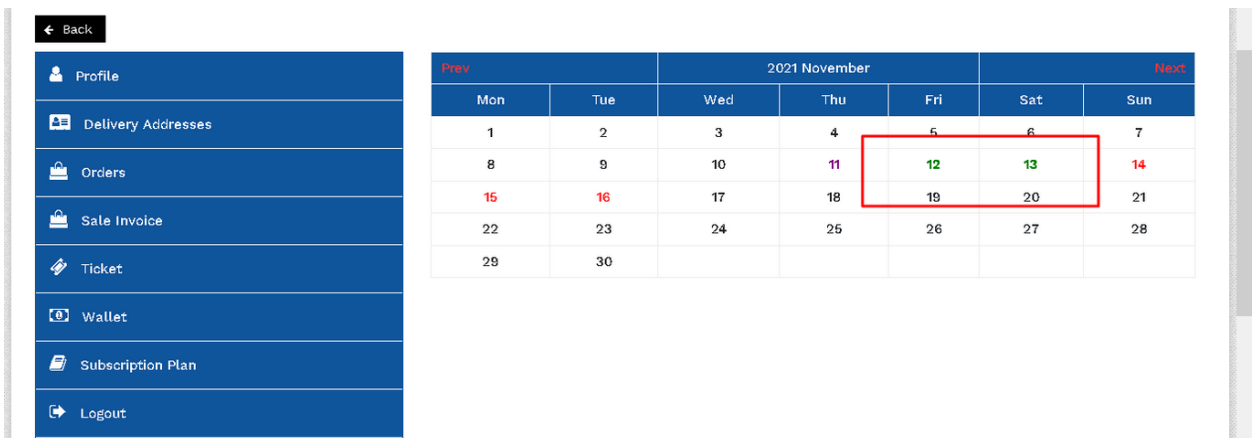 Back
Profile
Delivery Addresses
Orders
Sale Invoice
Ticket
Wallet
Subscription Plan
Logout
Prev 2021 November Next
Mon Tue Wed Thu Fri Sat Sun
1 2 3 4 5 6 7
8 9 10 11 12 13 14
15 16 17 18 19 20 21
22 23 24 25 26 27 28
29 30